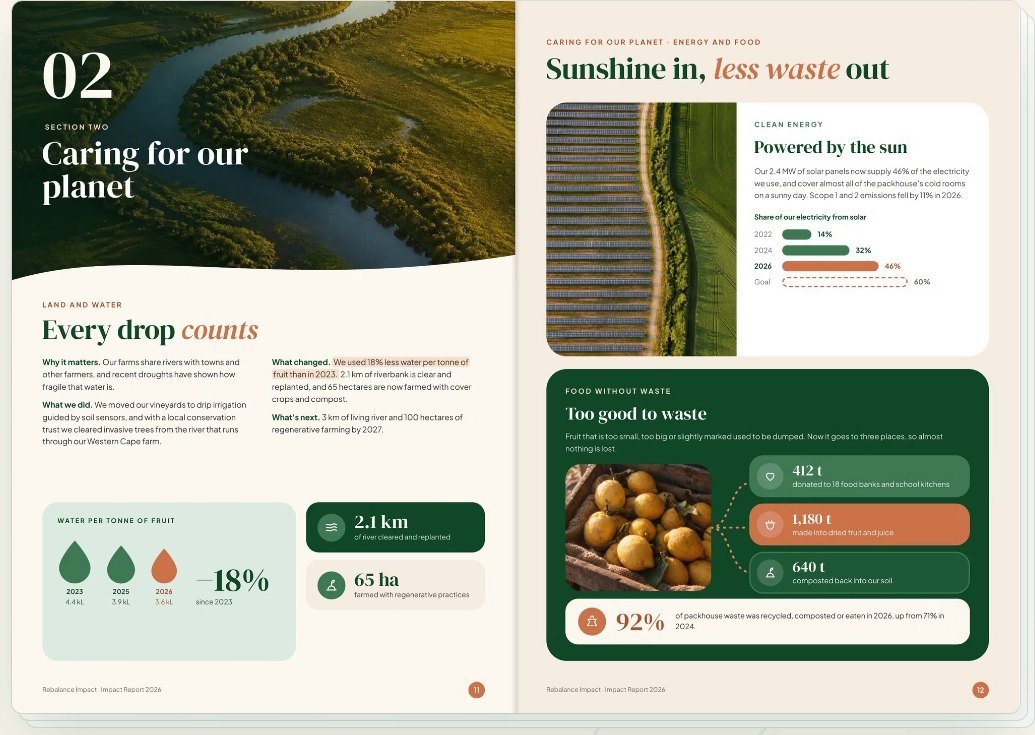 02
SECTION TWO
Caring for our
planet
LAND AND WATER
Every drop counts
Why it matters. Our farms share rivers with towns and
other farmers, and recent droughts have shown how
fragile that water is.
What we did. We moved our vineyards to drip irrigation
guided by soil sensors, and with a local conservation
trust we cleared invasive trees from the river that runs
through our Western Cape farm.
What changed. We used 18% less water per tonne of
fruit than in 2023. 2.1 km of riverbank is clear and
replanted, and 65 hectares are now farmed with cover
crops and compost.
What's next. 3 km of living river and 100 hectares of
regenerative farming by 2027.
WATER PER TONNE OF FRUIT
2023
4.4 kL
2025
3.9 kL
2026
3.6 kL
−18%
since 2023
2.1 km
of river cleared and replanted
65 ha
farmed with regenerative practices
Rebalance Impact · Impact Report 2026
11
CARING FOR OUR PLANET · ENERGY AND FOOD
Sunshine in, less waste out
CLEAN ENERGY
Powered by the sun
Our 2.4 MW of solar panels now supply 46% of the electricity
we use, and cover almost all of the packhouse's cold rooms
on a sunny day. Scope 1 and 2 emissions fell by 11% in 2026.
Share of our electricity from solar
2022 14%
2024 32%
2026 46%
Goal 60%
FOOD WITHOUT WASTE
Too good to waste
Fruit that is too small, too big or slightly marked used to be dumped. Now it goes to three places, so almost
nothing is lost.
412 t
donated to 18 food banks and school kitchens
1,180 t
made into dried fruit and juice
640 t
composted back into our soil
92%
of packhouse waste was recycled, composted or eaten in 2026, up from 71% in
2024.
Rebalance Impact · Impact Report 2026
12